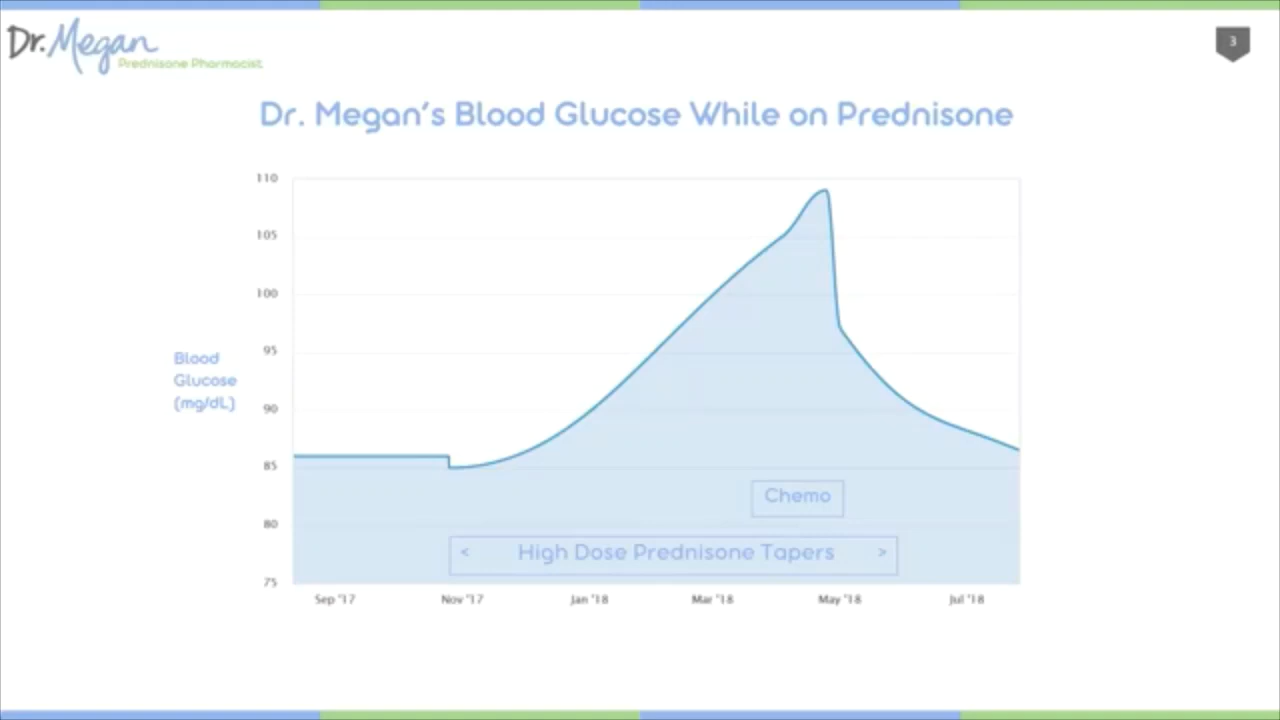 Dr. Megan
Prednisone Pharmacist
3
Dr. Megan's Blood Glucose While on Prednisone
110
105
100
95
90
85
80
75
Blood
Glucose
(mg/dL)
Chemo
< High Dose Prednisone Tapers >
Sep '17 Nov '17 Jan '18 Mar '18 May '18 Jul '18